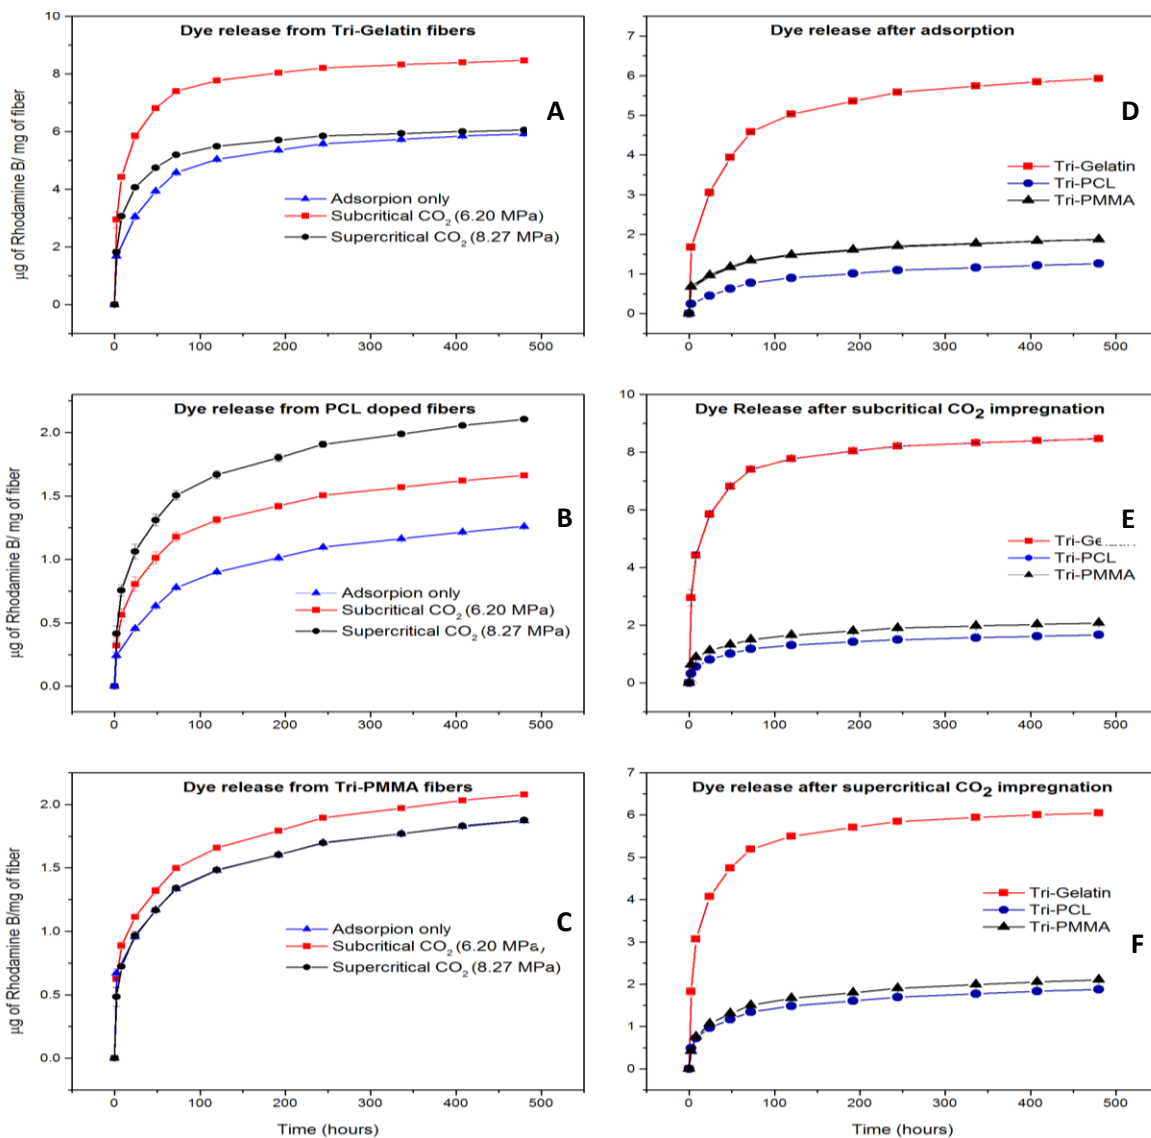 Dye release from Tri-Gelatin fibers
10
8
6
4
2
0
μg of Rhodamine B/ mg of fiber
A
Adsorpion only
Subcritical CO₂ (6.20 MPa)
Supercritical CO₂ (8.27 MPa)
0 100 200 300 400 500
Dye release after adsorption
7
6
5
4
3
2
1
0
D
Tri-Gelatin
Tri-PCL
Tri-PMMA
0 100 200 300 400 500
Dye release from PCL doped fibers
2.0
1.5
1.0
0.5
0.0
μg of Rhodamine B/ mg of fiber
B
Adsorpion only
Subcritical CO₂ (6.20 MPa)
Supercritical CO₂ (8.27 MPa)
0 100 200 300 400 500
Dye Release after subcritical CO₂ impregnation
10
8
6
4
2
0
E
Tri-PCL
Tri-PMMA
0 100 200 300 400 500
Dye release from Tri-PMMA fibers
2.0
1.5
1.0
0.5
0.0
μg of Rhodamine B/mg of fiber
C
Adsorpion only
Subcritical CO₂ (6.20 MPa,
Supercritical CO₂ (8.27 MPa)
0 100 200 300 400 500
Time (hours)
Dye release after supercritical CO₂ impregnation
7
6
5
4
3
2
1
0
F
Tri-Gelatin
Tri-PCL
Tri-PMMA
0 100 200 300 400 500
Time (hours)